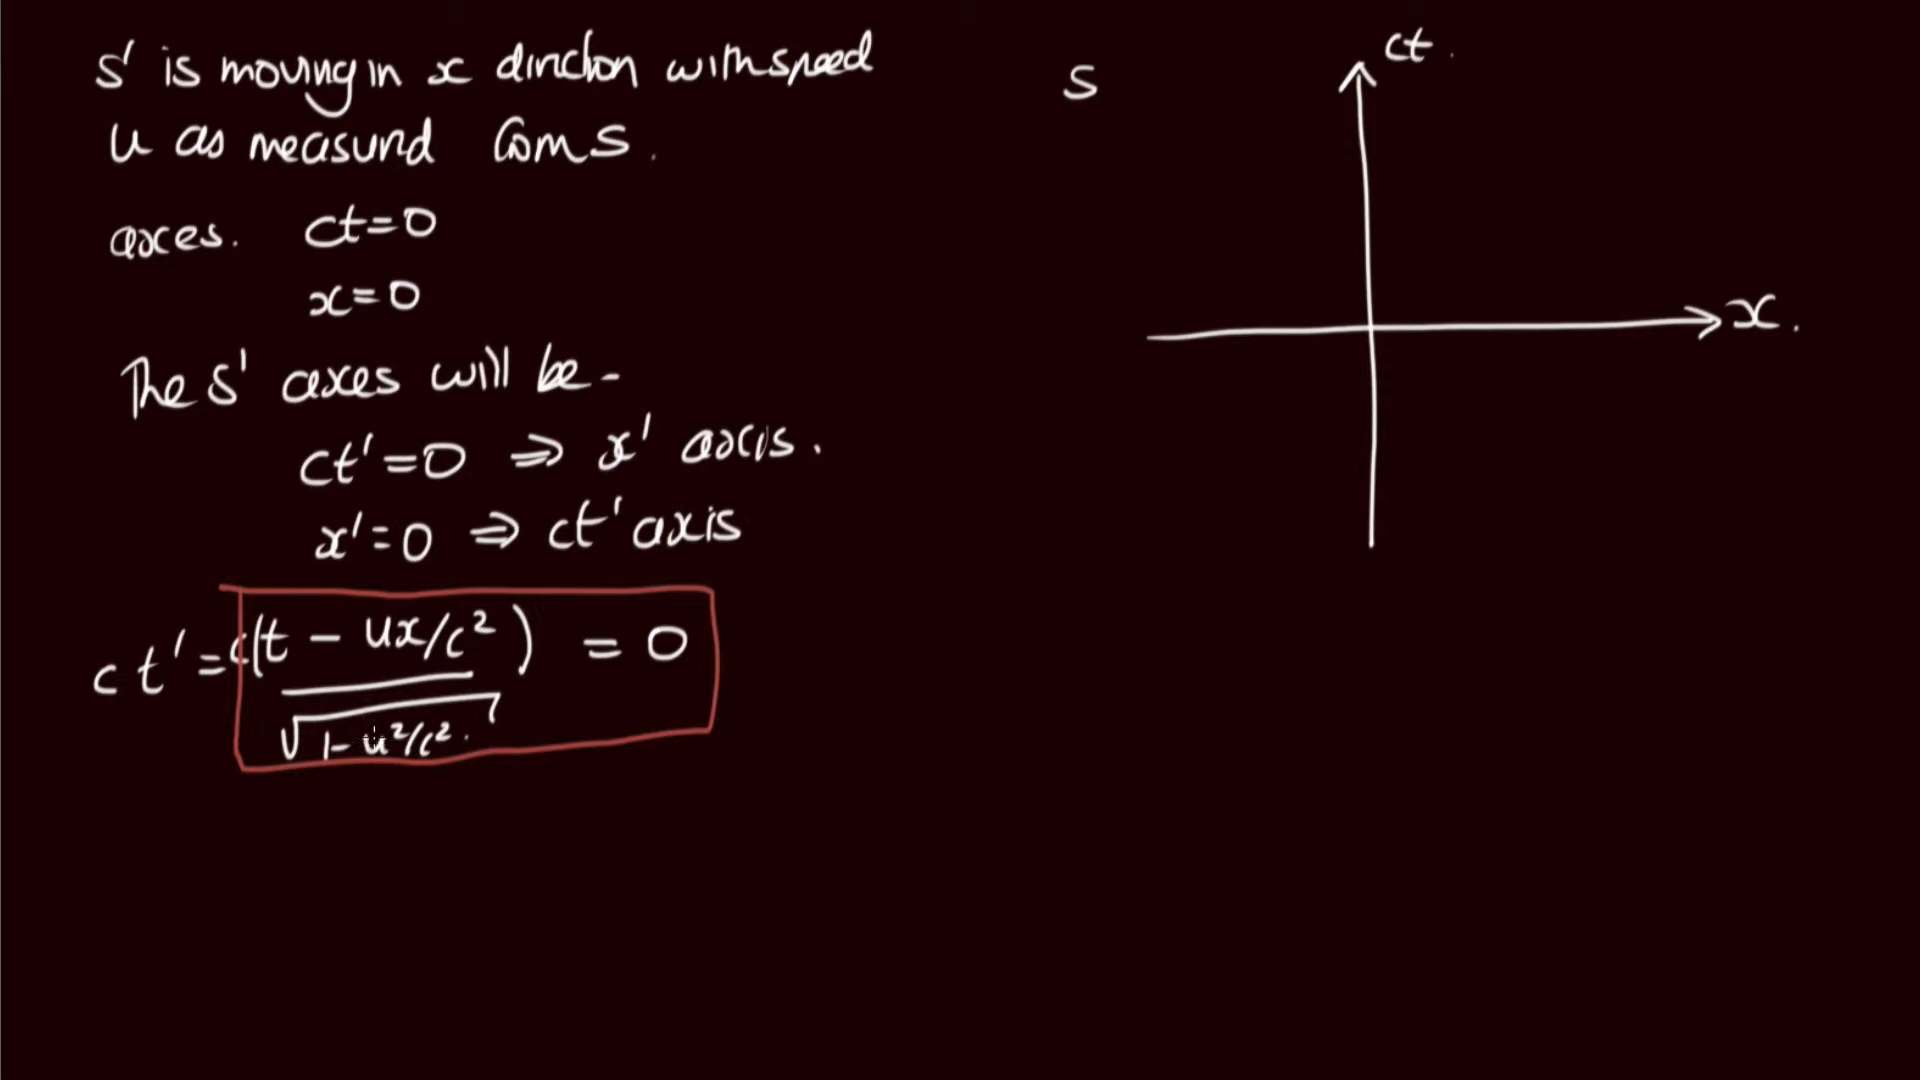 S' is moving in x direction with speed
u as measured from S.
axes. ct=0
x=0
The S' axes will be-
ct'=0 ⇒ x' axis.
x'=0 ⇒ ct' axis
ct' = c(t - ux/c²) = 0
√1-u²/c².
S
ct.
x.